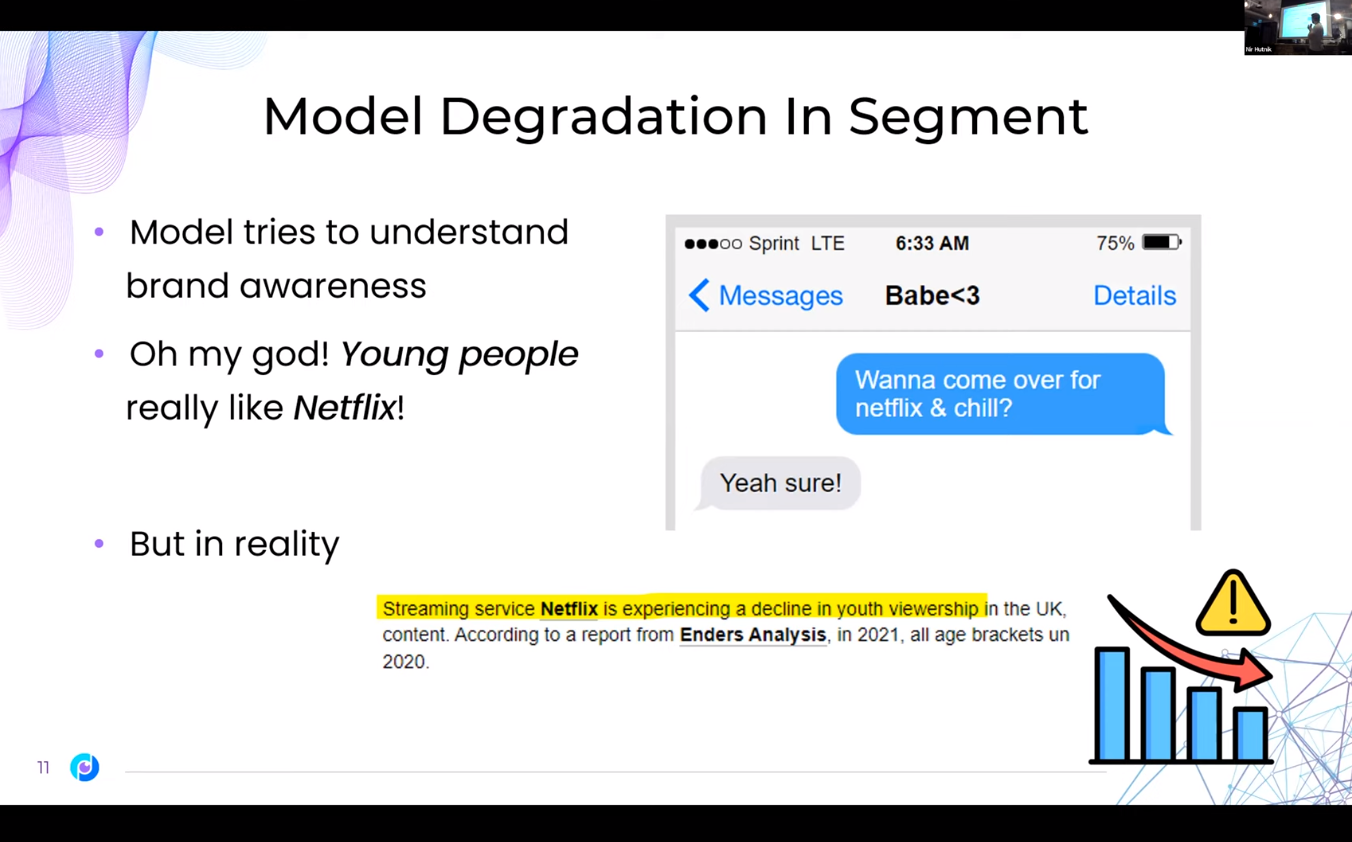 Nir Hutnik
Model Degradation In Segment
• Model tries to understand
brand awareness
• Oh my god! Young people
really like Netflix!
• But in reality
●●●○○ Sprint LTE 6:33 AM 75%
Messages Babe<3 Details
Wanna come over for
netflix & chill?
Yeah sure!
Streaming service Netflix is experiencing a decline in youth viewership in the UK,
content. According to a report from Enders Analysis, in 2021, all age brackets un
2020.
11